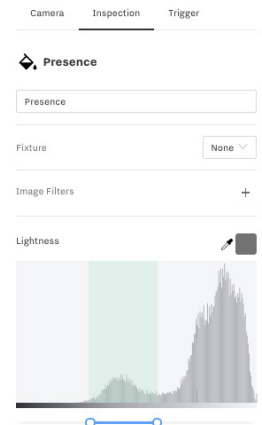 Camera Inspection Trigger
Presence
Presence
Fixture None
Image Filters
Lightness